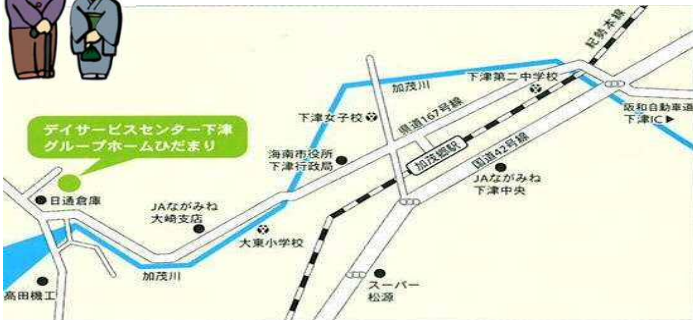 紀勢本線
加茂川
下津第二中学校
阪和自動車道
下津IC▶
下津女子校
県道167号線
デイサービスセンター下津
グループホームひだまり
海南市役所
下津行政局
加茂郷駅
国道42号線
JAながみね
下津中央
日通倉庫
JAながみね
大崎支店
大東小学校
加茂川
高田機工
スーパー
松源